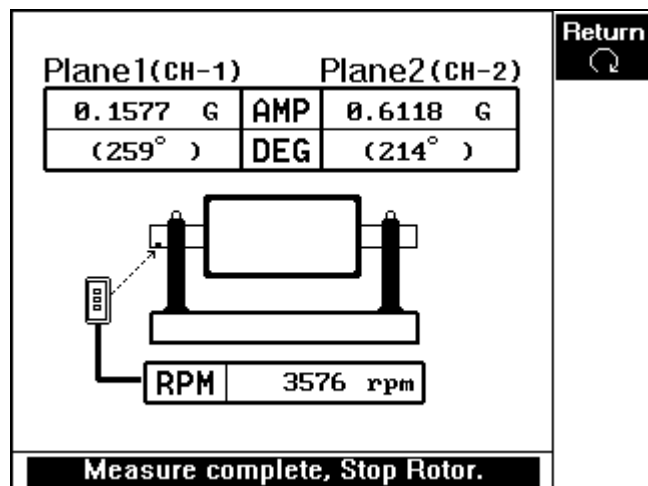 Return
Plane1(CH-1) Plane2(CH-2)
0.1577 G AMP 0.6118 G
(259° ) DEG (214° )
RPM 3576 rpm
Measure complete, Stop Rotor.